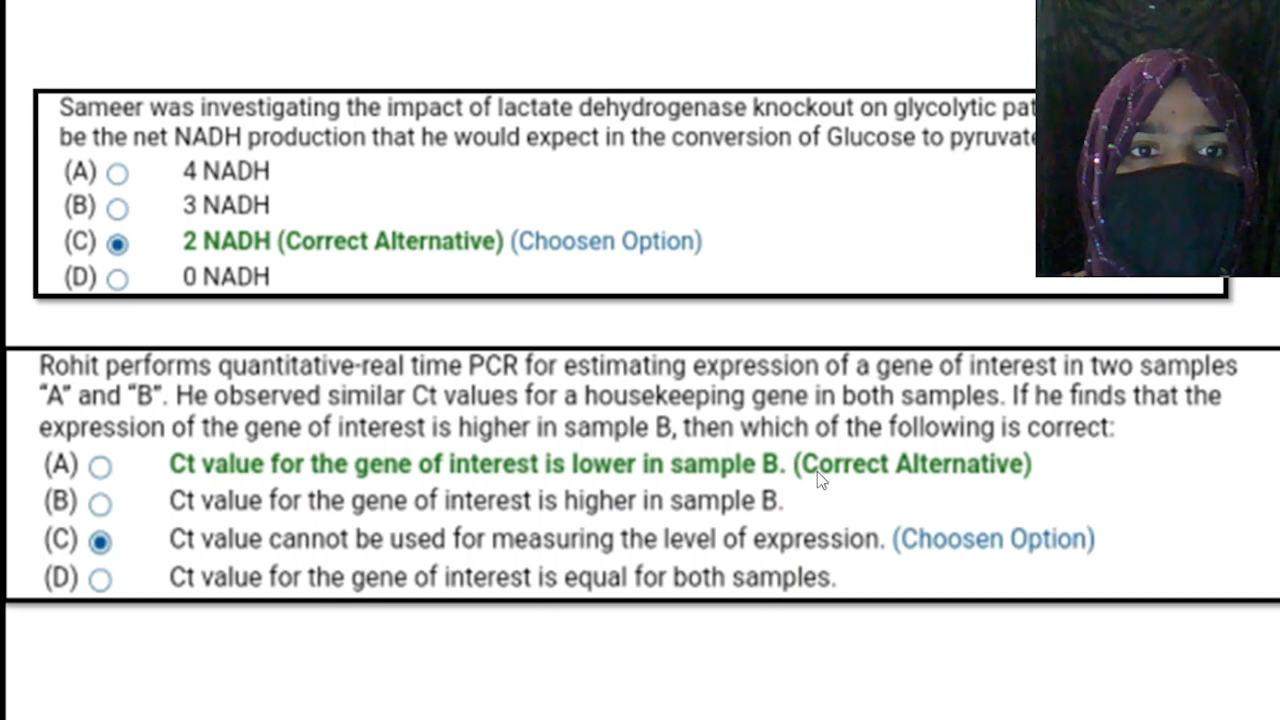 Sameer was investigating the impact of lactate dehydrogenase knockout on glycolytic
be the net NADH production that he would expect in the conversion of Glucose to
(A) 4 NADH
(B) 3 NADH
(C) 2 NADH (Correct Alternative) (Choosen Option)
(D) 0 NADH
Rohit performs quantitative-real time PCR for estimating expression of a gene of interest in two samples
“A” and “B”. He observed similar Ct values for a housekeeping gene in both samples. If he finds that the
expression of the gene of interest is higher in sample B, then which of the following is correct:
(A) Ct value for the gene of interest is lower in sample B. (Correct Alternative)
(B) Ct value for the gene of interest is higher in sample B.
(C) Ct value cannot be used for measuring the level of expression. (Choosen Option)
(D) Ct value for the gene of interest is equal for both samples.